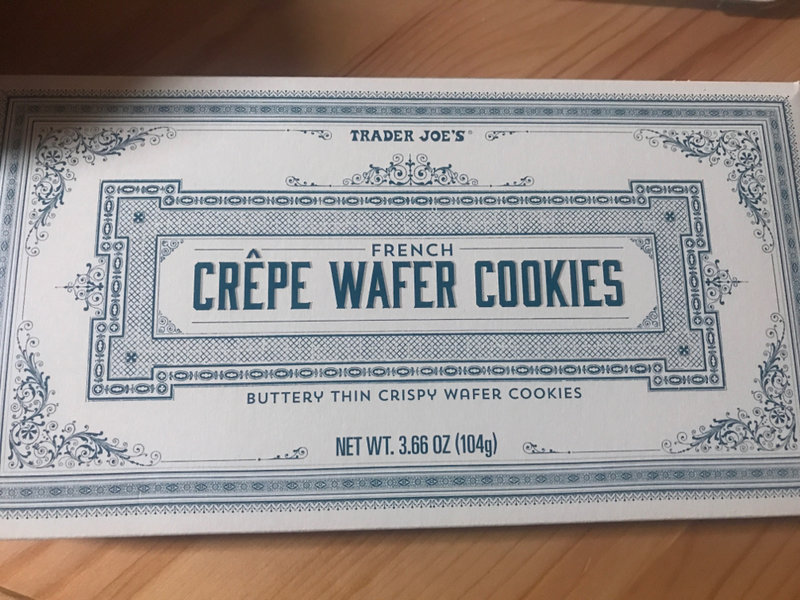 TRADER JOE'S®
FRENCH
CRÊPE WAFER COOKIES
BUTTERY THIN CRISPY WAFER COOKIES
NET WT. 3.66 OZ (104g)